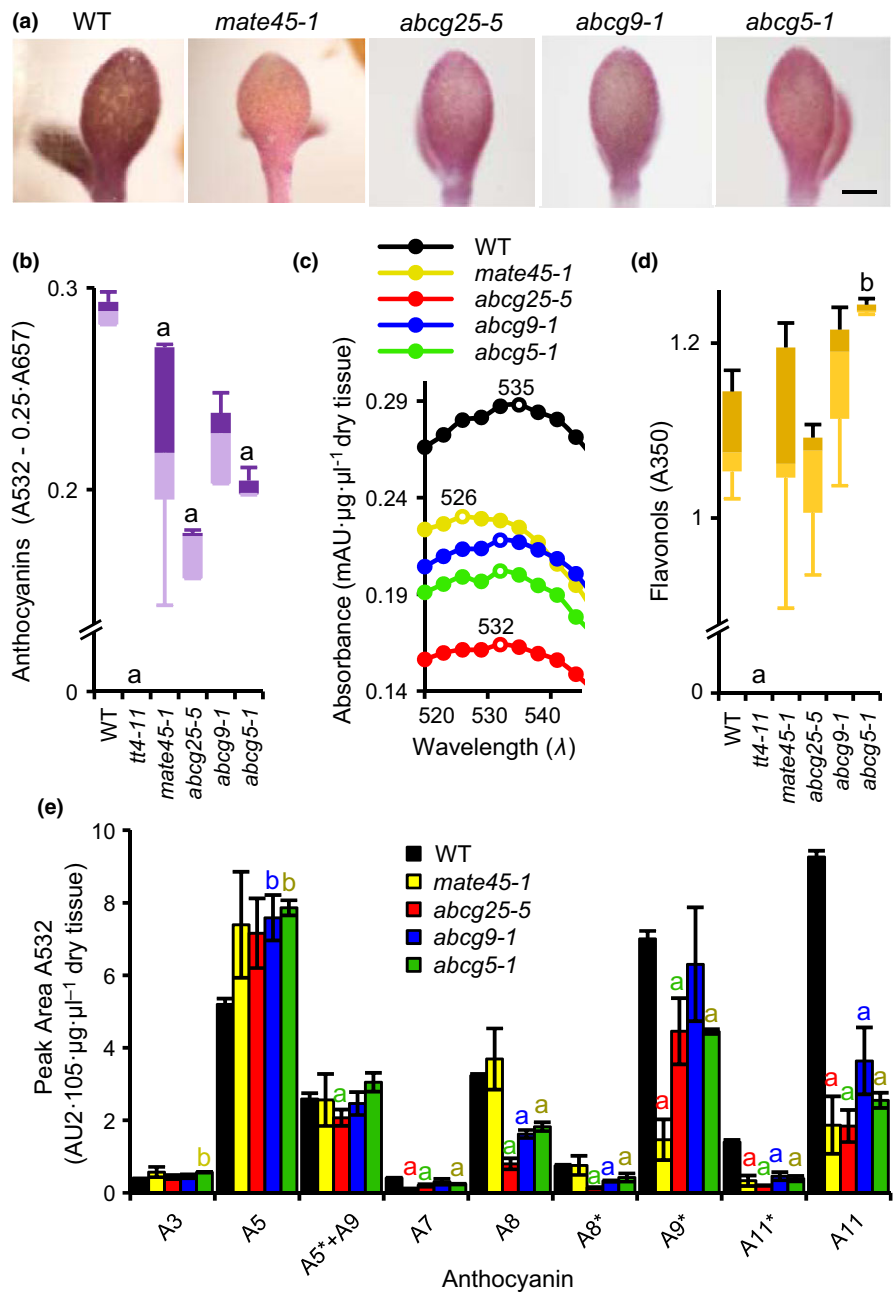 (a)
WT mate45-1 abcg25-5 abcg9-1 abcg5-1
(b)
Anthocyanins (A532 - 0.25·A657)
0.3
0.2
0
a
a
a
a
WT
tt4-11
mate45-1
abcg25-5
abcg9-1
abcg5-1
(c)
WT
mate45-1
abcg25-5
abcg9-1
abcg5-1
Absorbance (mAU·µg·µl⁻¹ dry tissue)
0.29
0.24
0.19
0.14
535
526
532
520 530 540
Wavelength (λ)
(d)
Flavonols (A350)
1.2
1
0
b
a
WT
tt4-11
mate45-1
abcg25-5
abcg9-1
abcg5-1
(e)
Peak Area A532
(AU2·105·µg·µl⁻¹ dry tissue)
10
8
6
4
2
0
WT
mate45-1
abcg25-5
abcg9-1
abcg5-1
b
b b
a
a a a
a a a
a a a
a a a
a a a
a a a a
A3 A5 A5*+A9 A7 A8 A8* A9* A11* A11
Anthocyanin